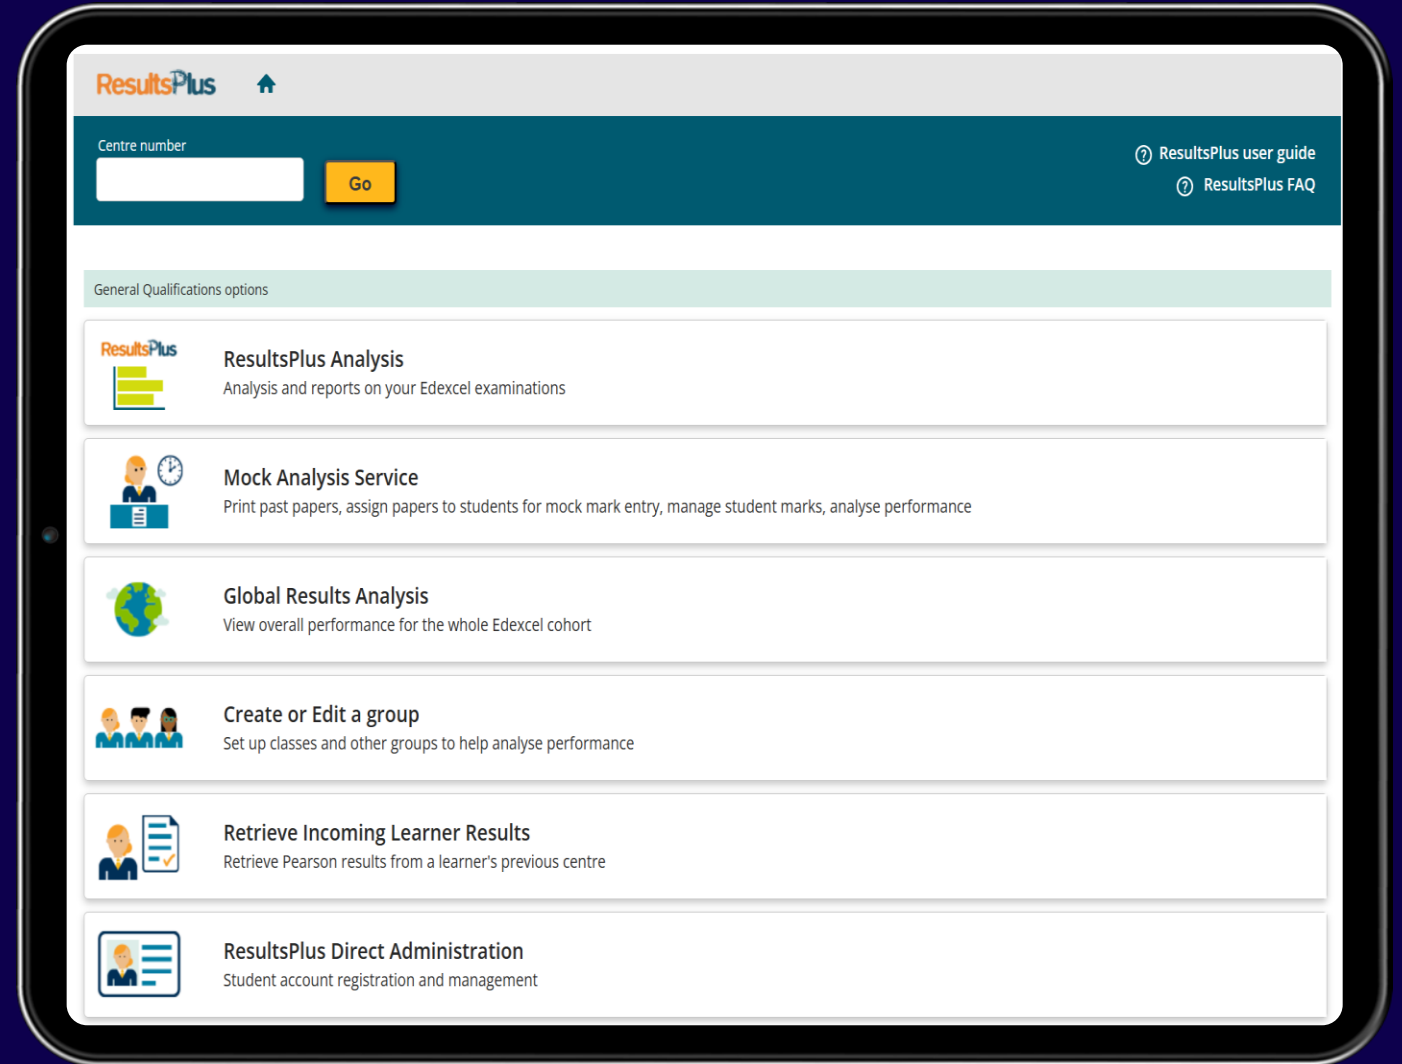 ResultsPlus
Centre number
Go
ResultsPlus user guide
ResultsPlus FAQ
General Qualifications options
ResultsPlus
ResultsPlus Analysis
Analysis and reports on your Edexcel examinations
Mock Analysis Service
Print past papers, assign papers to students for mock mark entry, manage student marks, analyse performance
Global Results Analysis
View overall performance for the whole Edexcel cohort
Create or Edit a group
Set up classes and other groups to help analyse performance
Retrieve Incoming Learner Results
Retrieve Pearson results from a learner's previous centre
ResultsPlus Direct Administration
Student account registration and management